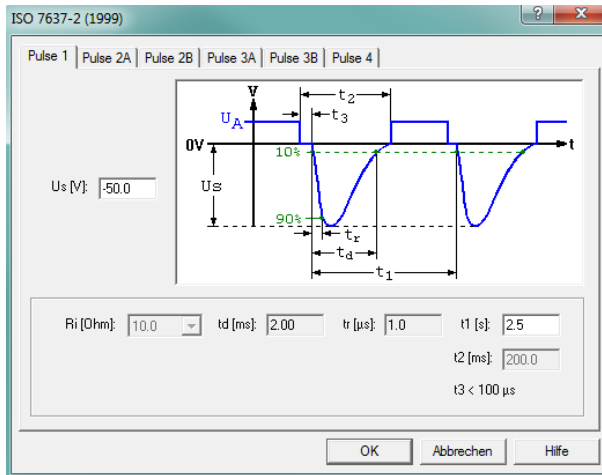 ISO 7637-2 (1999)
Pulse 1 Pulse 2A Pulse 2B Pulse 3A Pulse 3B Pulse 4
Us [V]: -50.0
V
t2
UA
t3
0V
t
10%
Us
90%
tr
td
t1
Ri [Ohm]: 10.0 td [ms]: 2.00 tr [µs]: 1.0 t1 [s]: 2.5
t2 [ms]: 200.0
t3 < 100 µs
OK Abbrechen Hilfe